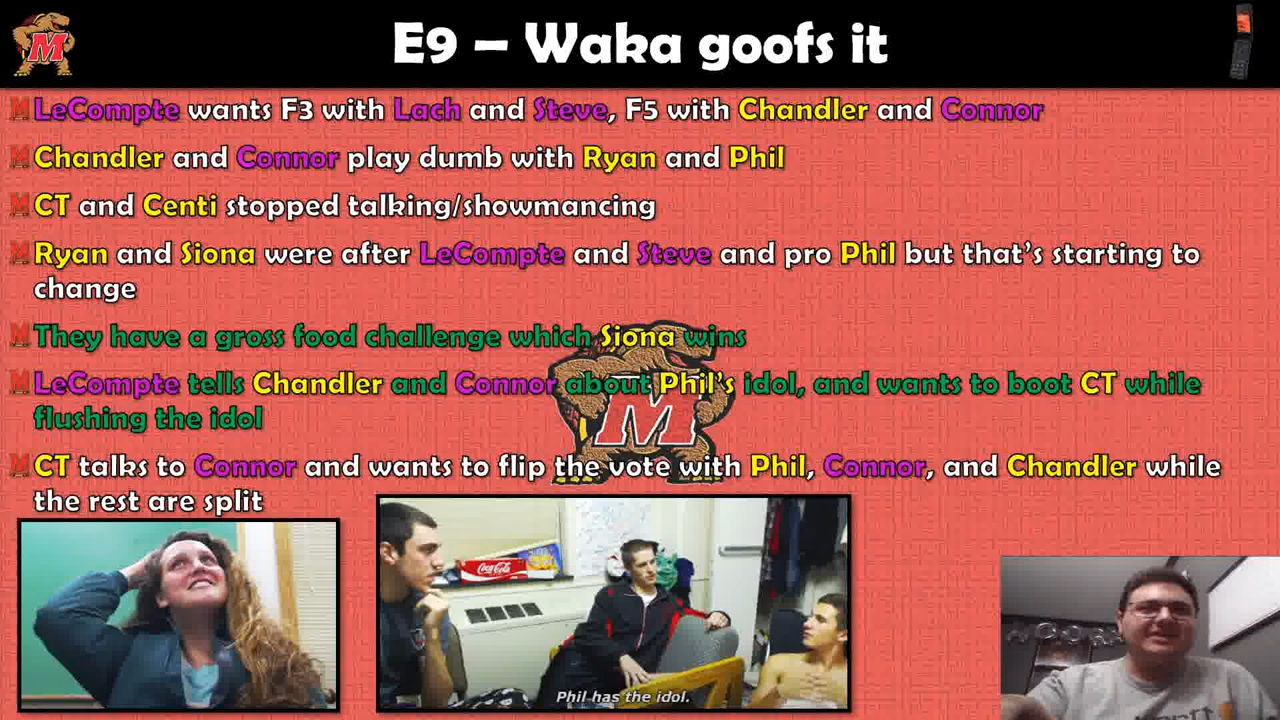 M
E9 – Waka goofs it
LeCompte wants F3 with Lach and Steve, F5 with Chandler and Connor
Chandler and Connor play dumb with Ryan and Phil
CT and Centi stopped talking/showmancing
Ryan and Siona were after LeCompte and Steve and pro Phil but that's starting to
change
They have a gross food challenge which Siona wins
LeCompte tells Chandler and Connor about Phil's idol, and wants to boot CT while
flushing the idol
M
CT talks to Connor and wants to flip the vote with Phil, Connor, and Chandler while
the rest are split
Coca-Cola
Phil has the idol.